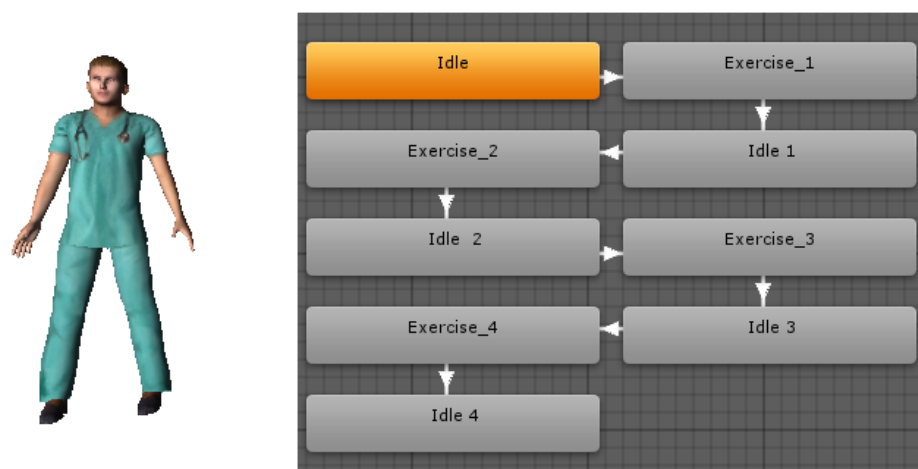 Idle
Exercise_1
Exercise_2
Idle 1
Idle  2
Exercise_3
Exercise_4
Idle 3
Idle 4